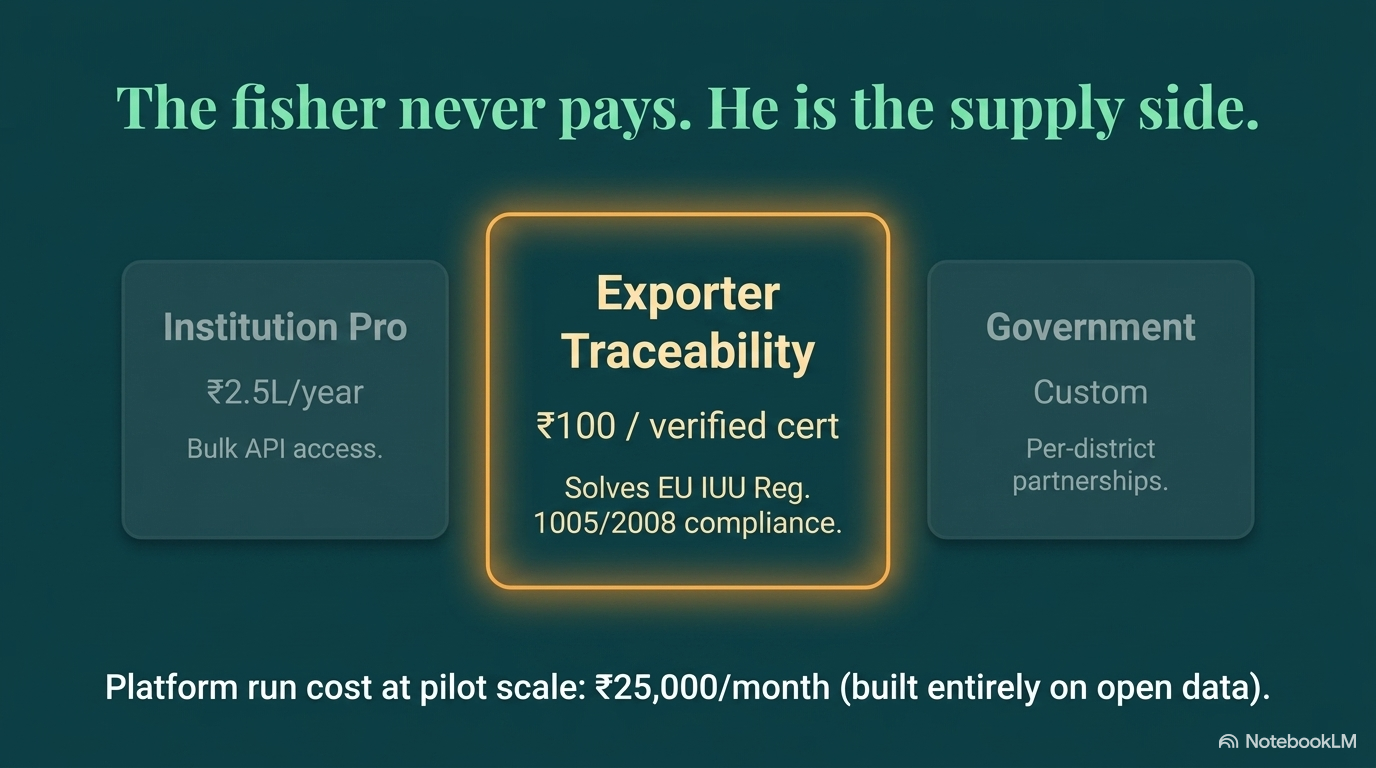 The fisher never pays. He is the supply side.
Institution Pro
₹2.5L/year
Bulk API access.
Exporter
Traceability
₹100 / verified cert
Solves EU IUU Reg.
1005/2008 compliance.
Government
Custom
Per-district
partnerships.
Platform run cost at pilot scale: ₹25,000/month (built entirely on open data).
NotebookLM